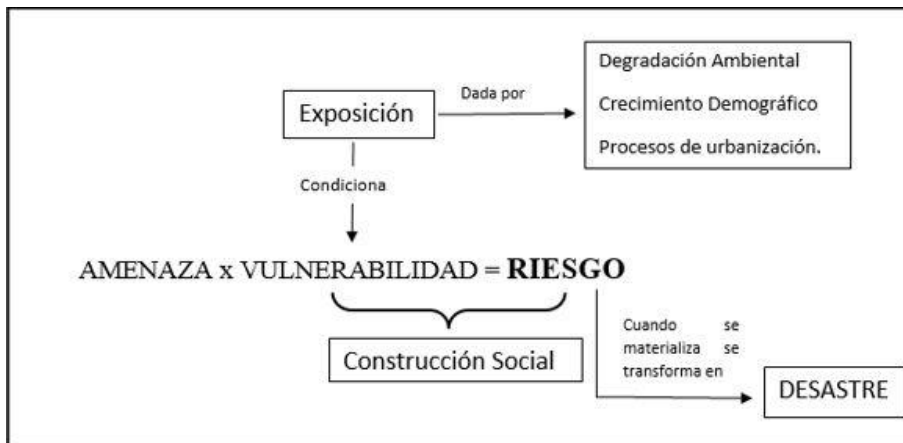 Degradación Ambiental
Dada por
Exposición
Crecimiento Demográfico
Procesos de urbanización.
Condiciona
AMENAZA x VULNERABILIDAD = RIESGO
Construcción Social
Cuando se
materializa se
transforma en
DESASTRE